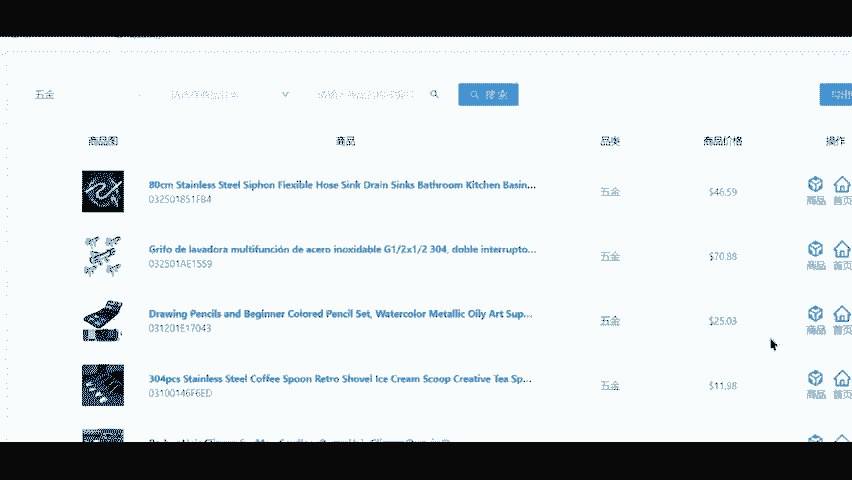 五金
搜索
商品图 商品 品类 商品价格 操作
80cm Stainless Steel Siphon Flexible Hose Sink Drain Sinks Bathroom Kitchen Basin...
032501851FB4
五金 $46.59 商品 首页
Grifo de lavadora multifunción de acero inoxidable G1/2x1/2 304, doble interrupto...
032501AE1559
五金 $70.88 商品 首页
Drawing Pencils and Beginner Colored Pencil Set, Watercolor Metallic Oily Art Sup...
031201E17043
五金 $25.03 商品 首页
304pcs Stainless Steel Coffee Spoon Retro Shovel Ice Cream Scoop Creative Tea Sp...
03100146F6ED
五金 $11.98 商品 首页